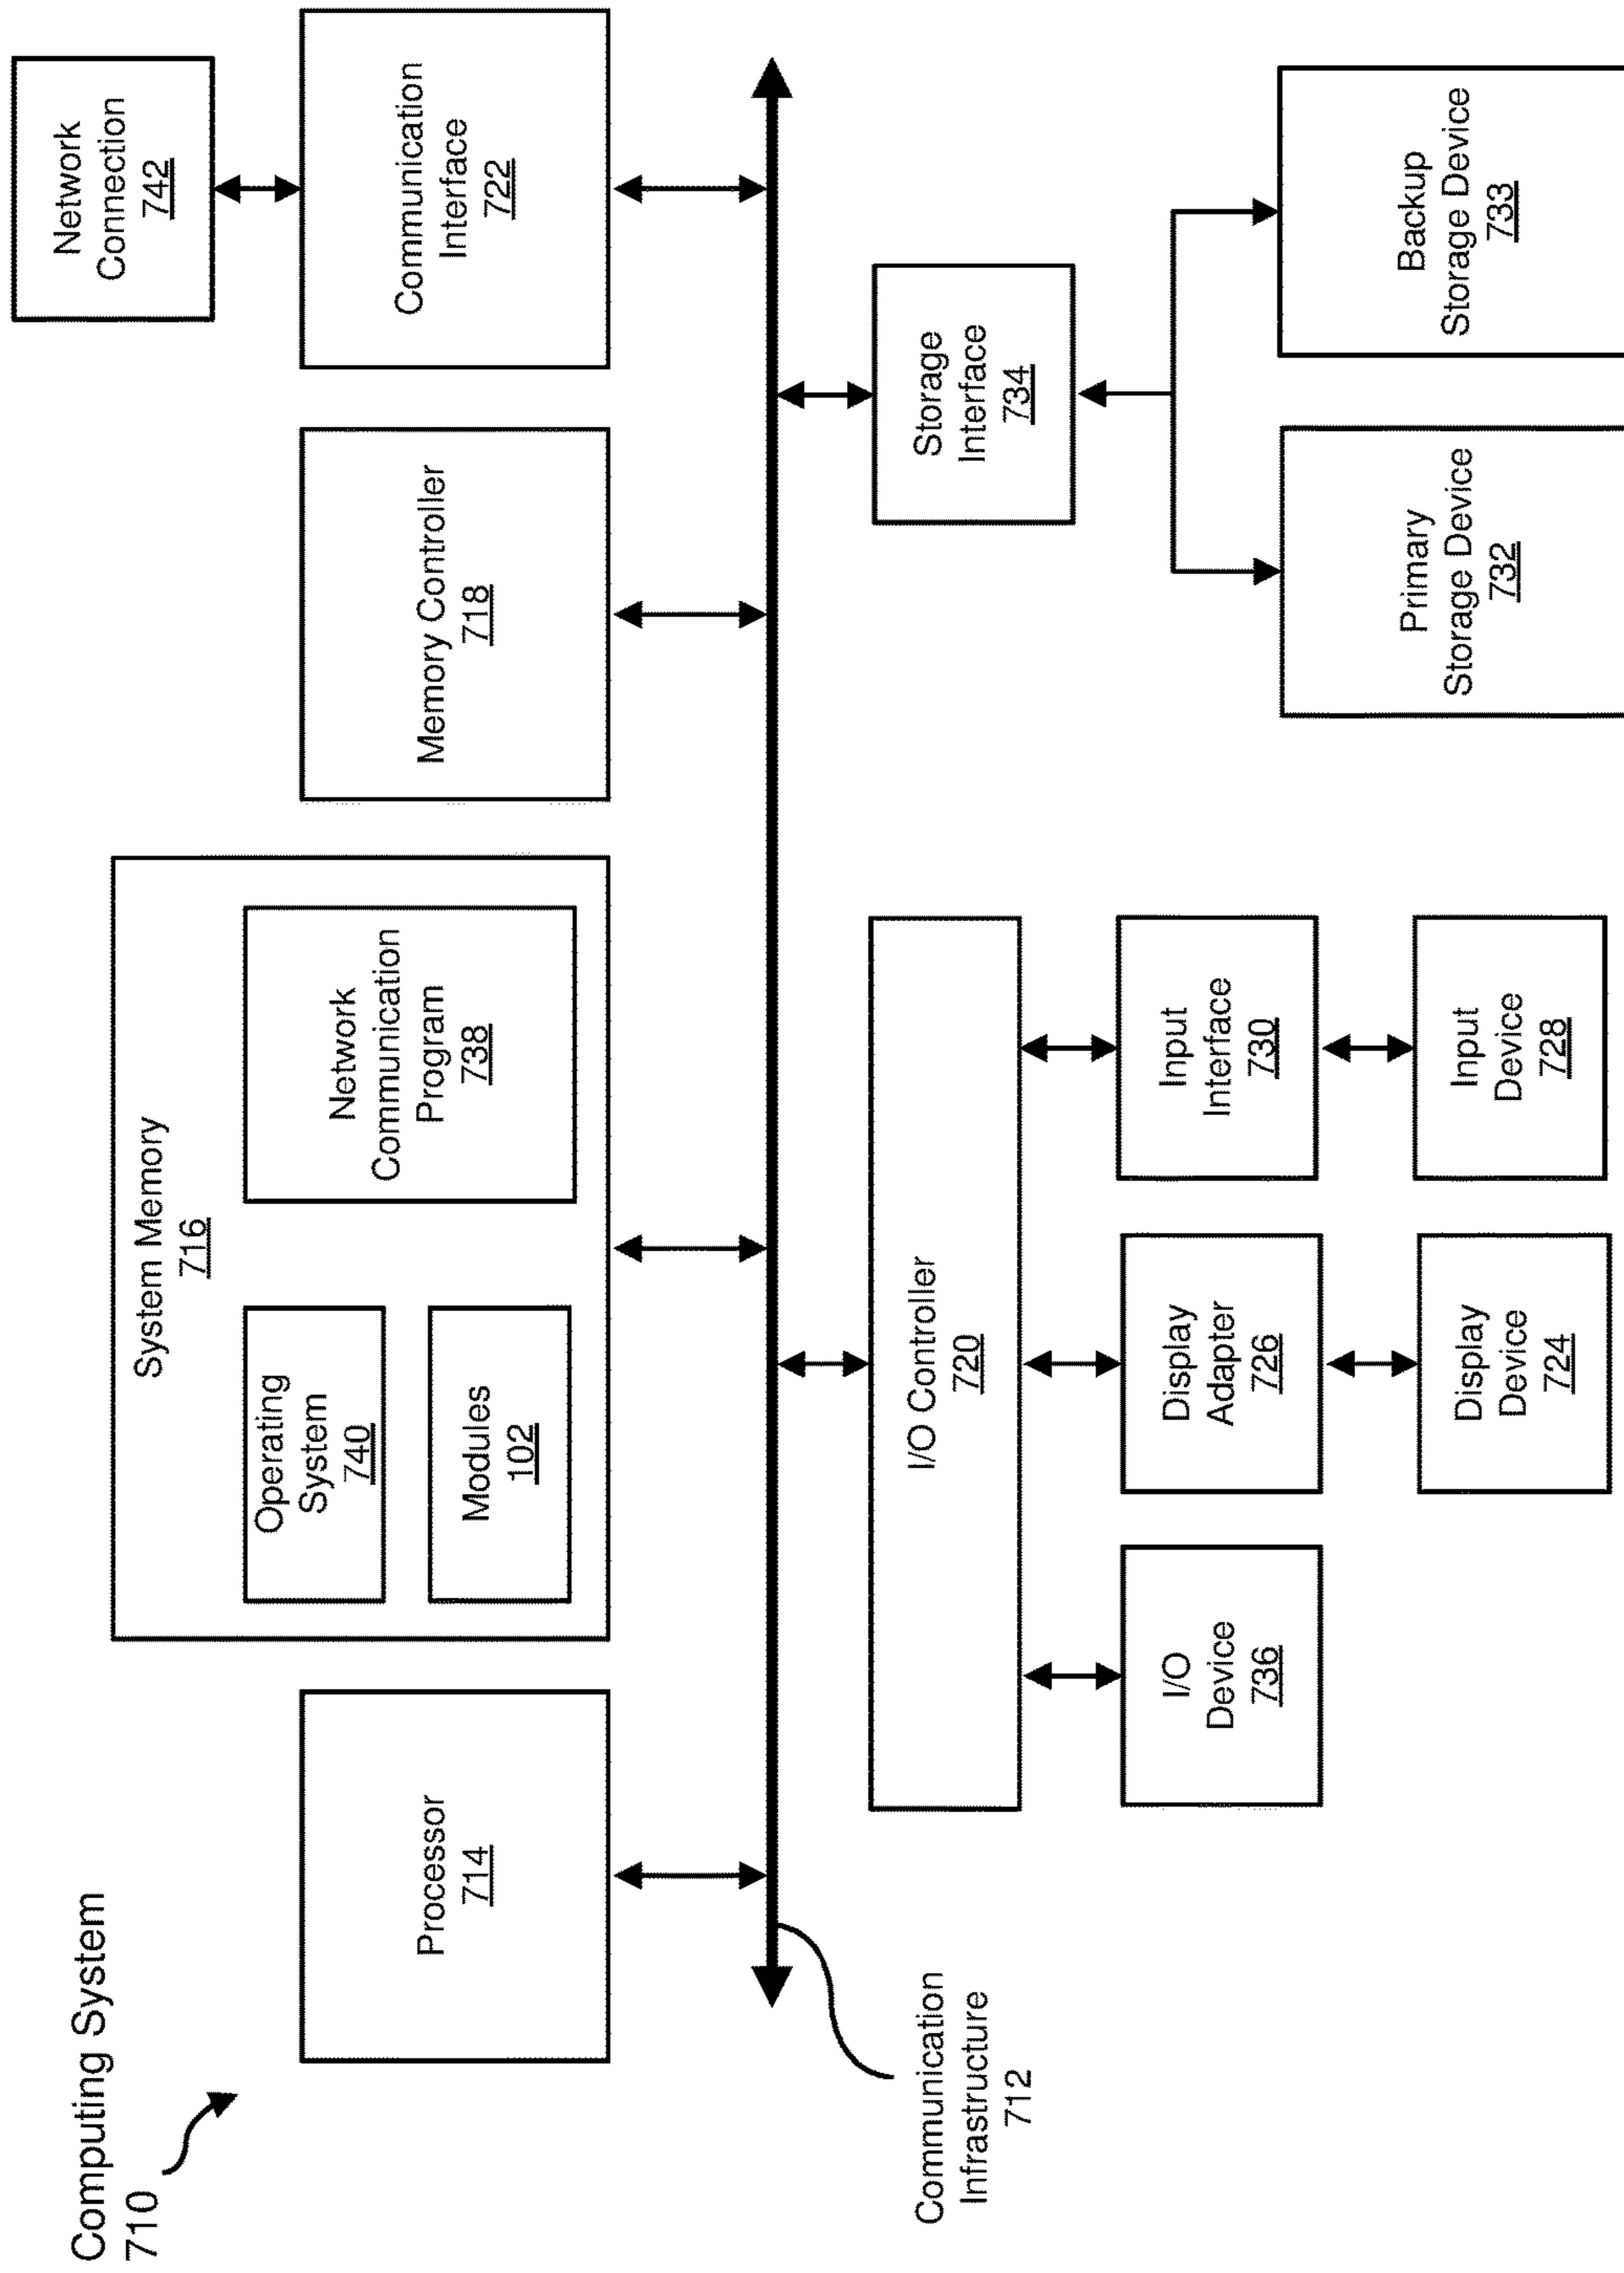 Computing System
710
Processor
714
System Memory
716
Operating
System
740
Modules
102
Network
Communication
Program
738
Memory Controller
718
Network
Connection
742
Communication
Interface
722
Communication
Infrastructure
712
I/O Controller
720
I/O
Device
736
Display
Adapter
726
Display
Device
724
Input
Interface
730
Input
Device
728
Storage
Interface
734
Primary
Storage Device
732
Backup
Storage Device
733